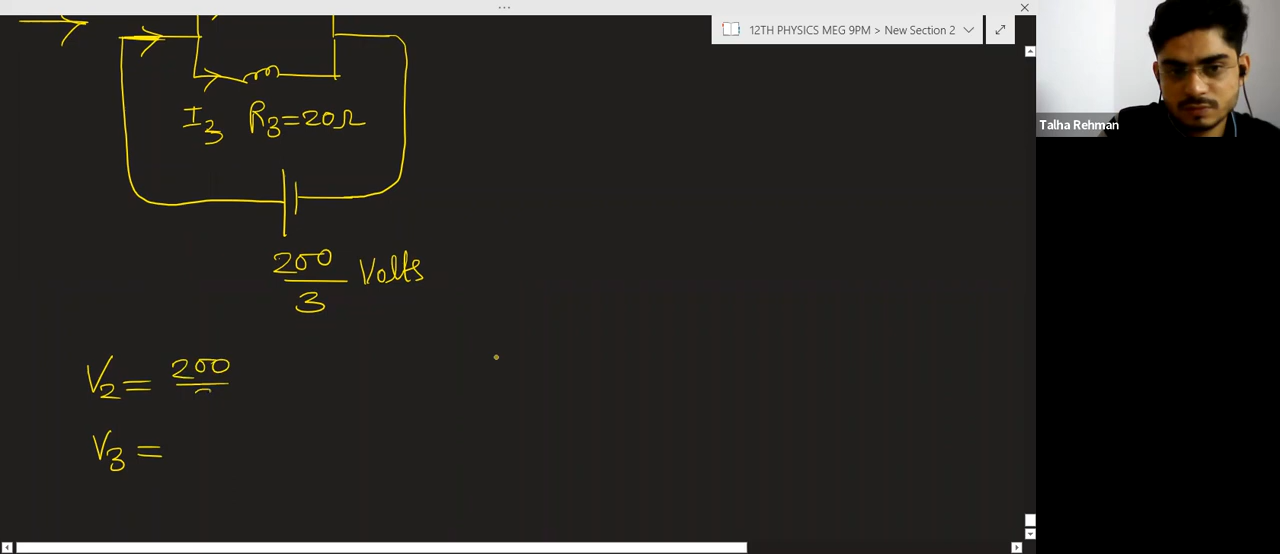 12TH PHYSICS MEG 9PM > New Section 2
Talha Rehman
I₃ R₃=20Ω
200
3
Volts
V₂ = 200
V₃ =